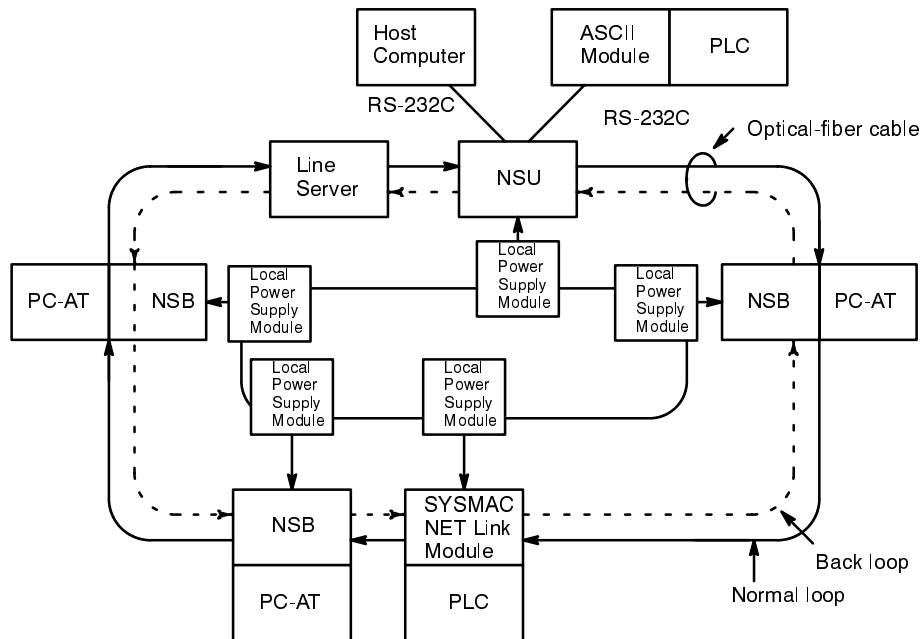 Host
Computer
ASCII
Module
PLC
RS-232C
RS-232C
Optical-fiber cable
Line
Server
NSU
Local
Power
Supply
Module
PC-AT
NSB
Local
Power
Supply
Module
Local
Power
Supply
Module
NSB
PC-AT
Local
Power
Supply
Module
Local
Power
Supply
Module
NSB
PC-AT
SYSMAC
NET Link
Module
PLC
Back loop
Normal loop